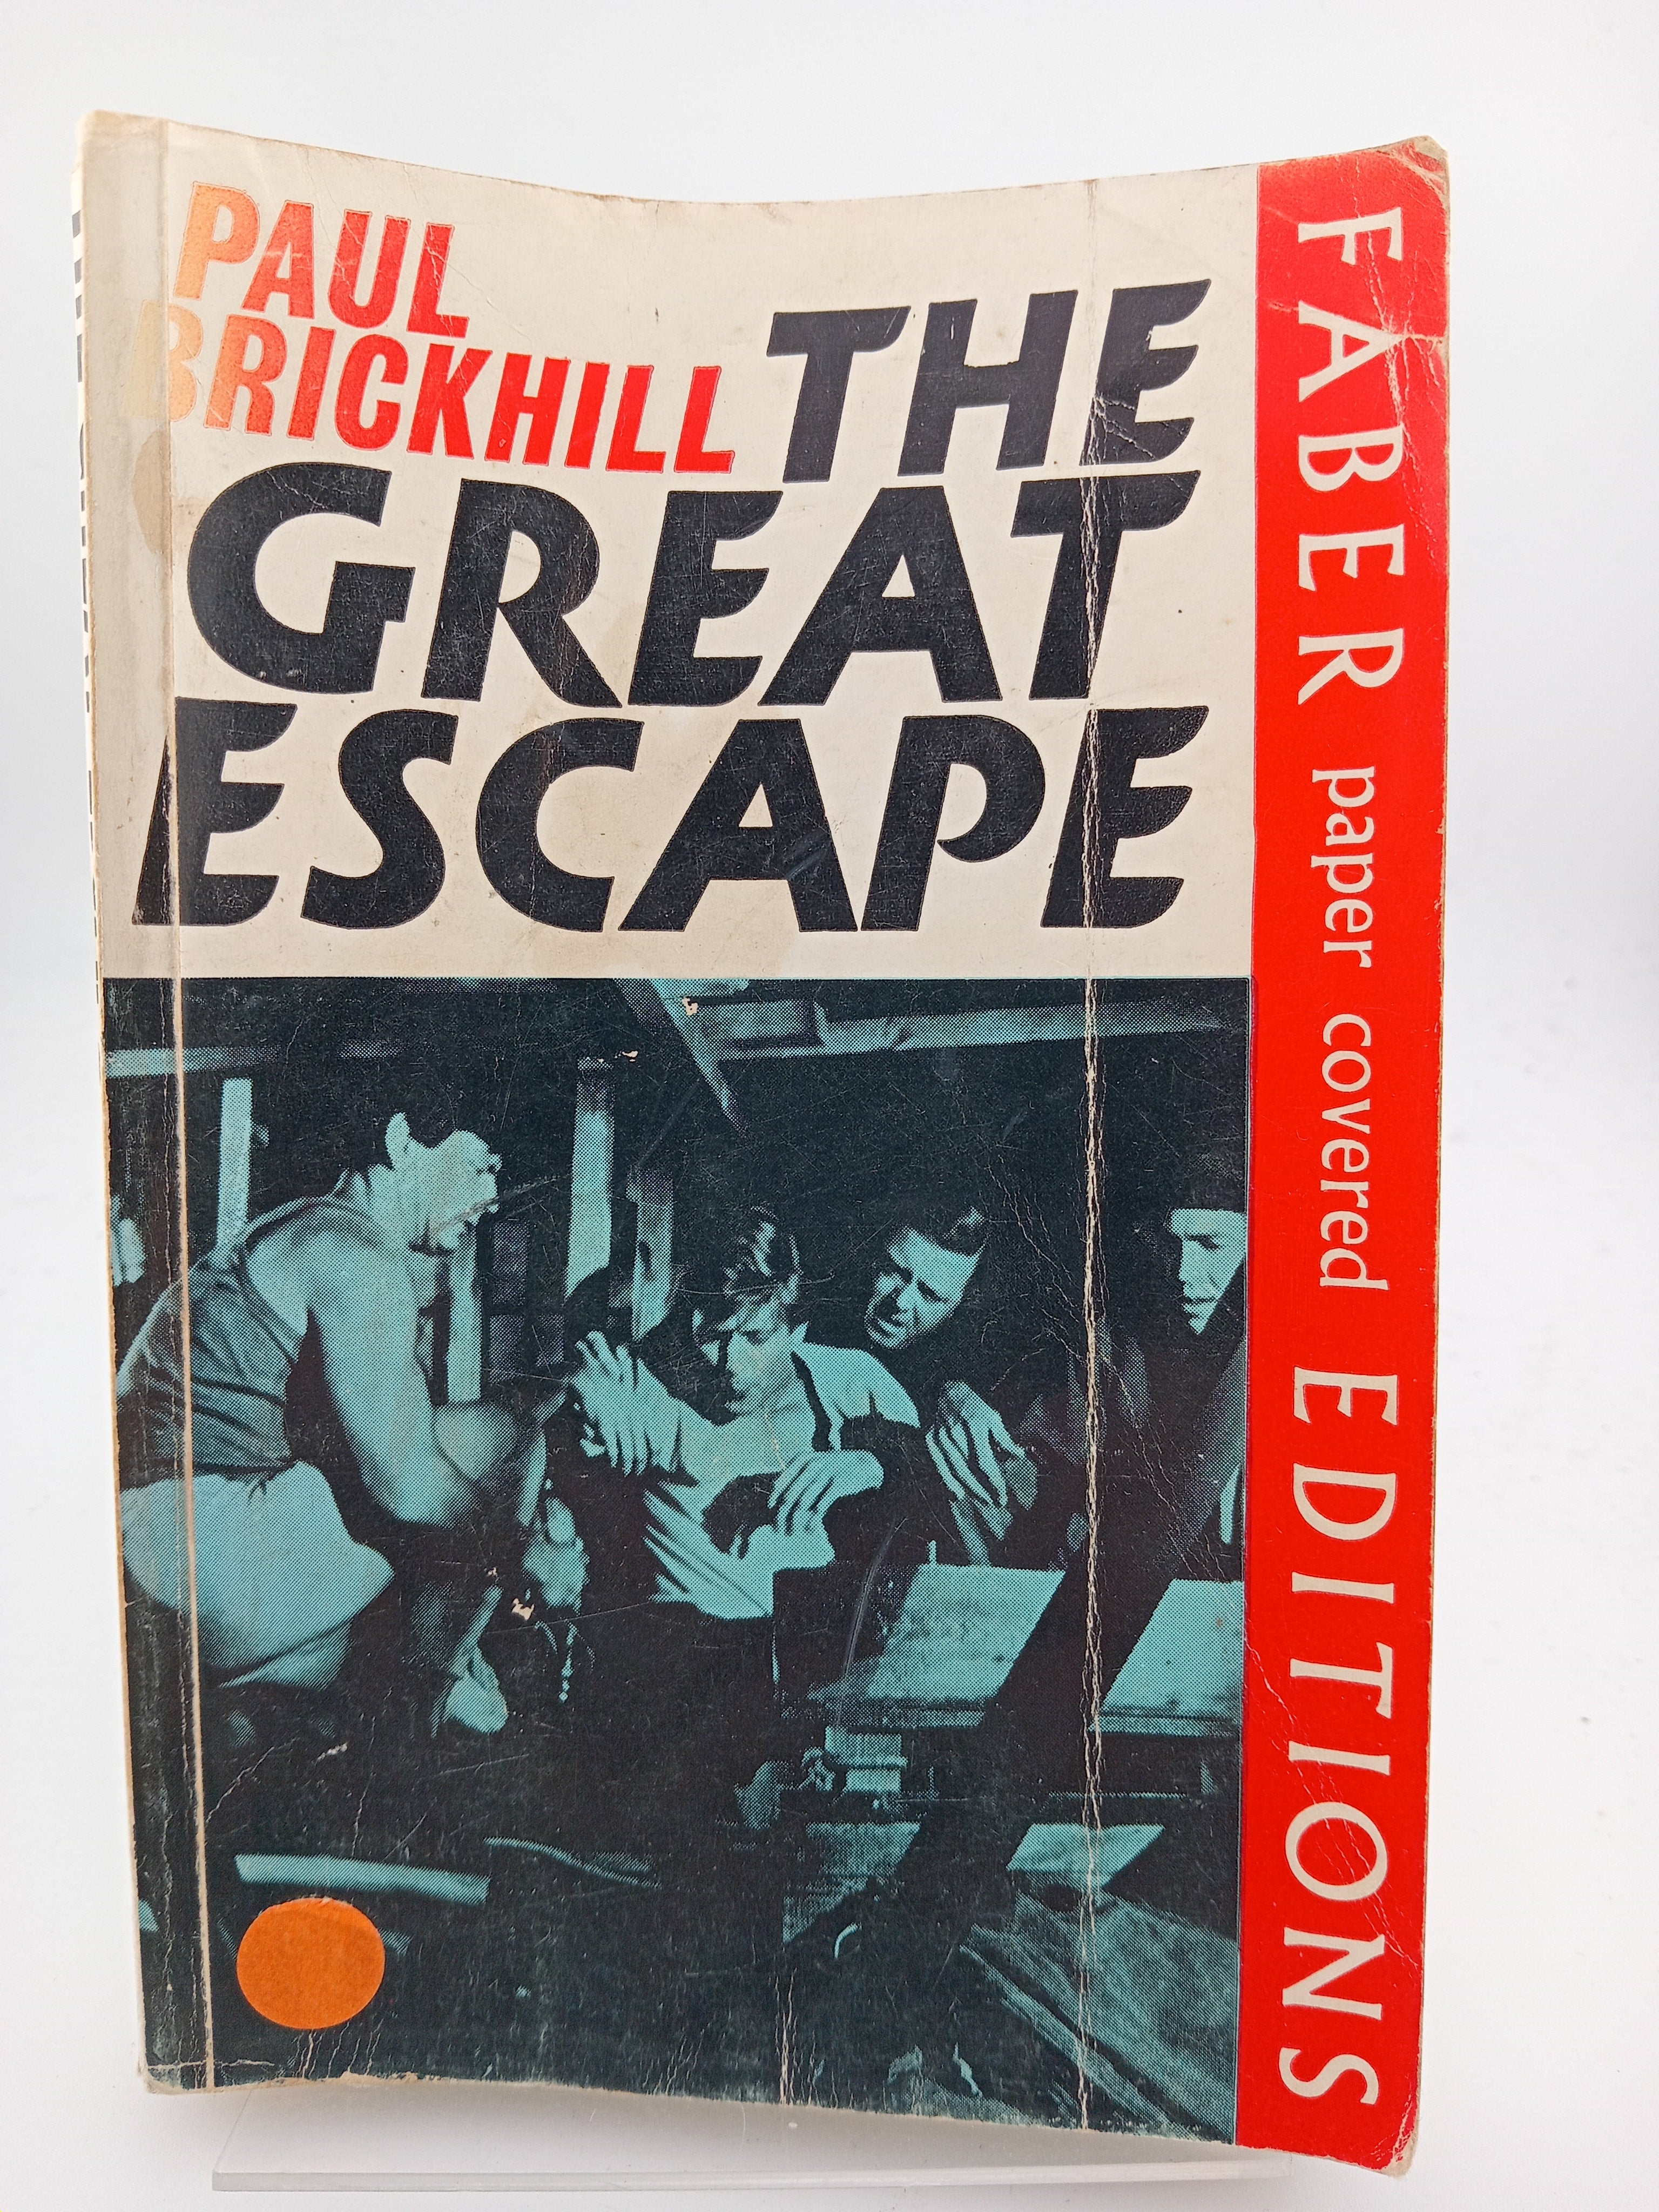 PAUL
BRICKHILL
THE
GREAT
ESCAPE
FABER paper covered EDITIONS